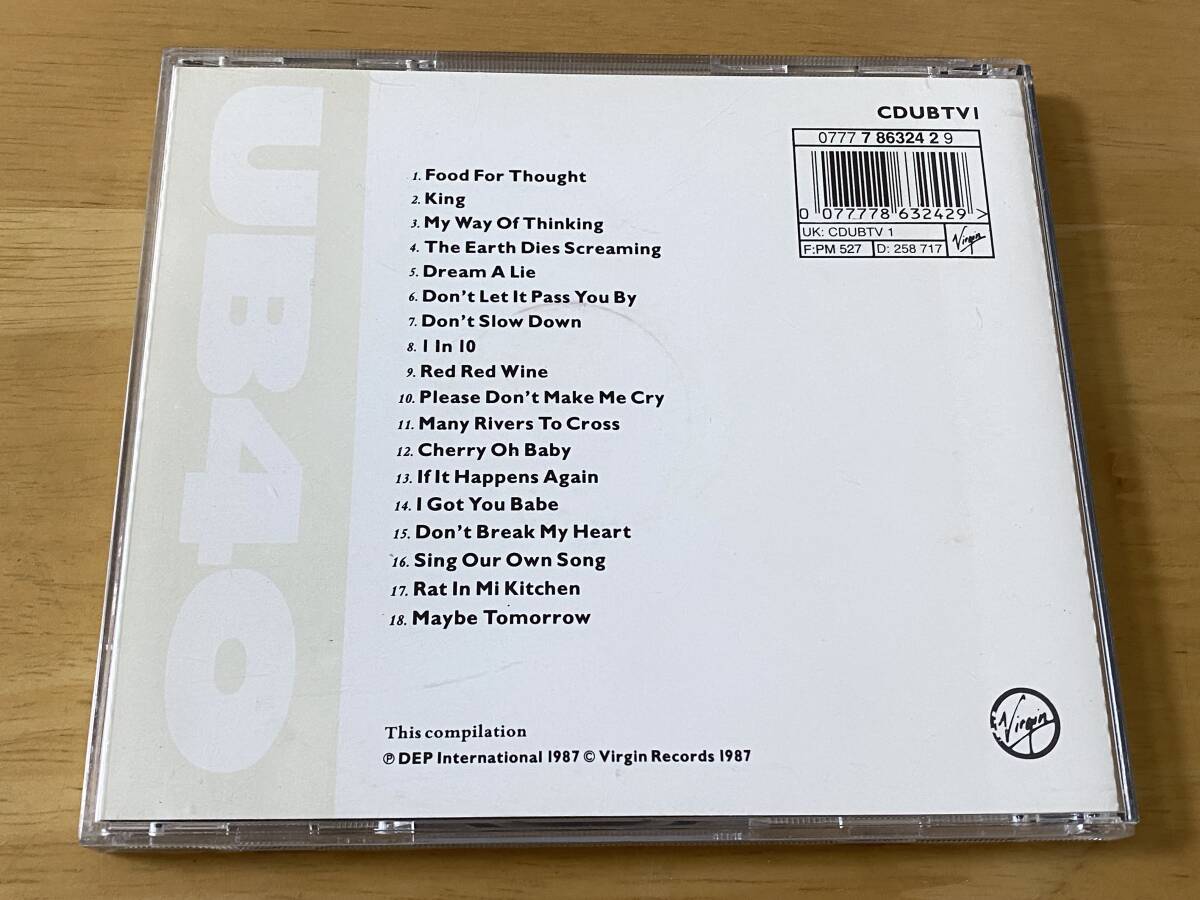 UB40
CDUBTV1
0777 7 86324 2 9
0 077778 632429 >
UK: CDUBTV 1
F:PM 527 D: 258 717
Virgin
1. Food For Thought
2. King
3. My Way Of Thinking
4. The Earth Dies Screaming
5. Dream A Lie
6. Don't Let It Pass You By
7. Don't Slow Down
8. 1 In 10
9. Red Red Wine
10. Please Don't Make Me Cry
11. Many Rivers To Cross
12. Cherry Oh Baby
13. If It Happens Again
14. I Got You Babe
15. Don't Break My Heart
16. Sing Our Own Song
17. Rat In Mi Kitchen
18. Maybe Tomorrow
This compilation
℗ DEP International 1987 © Virgin Records 1987
Virgin